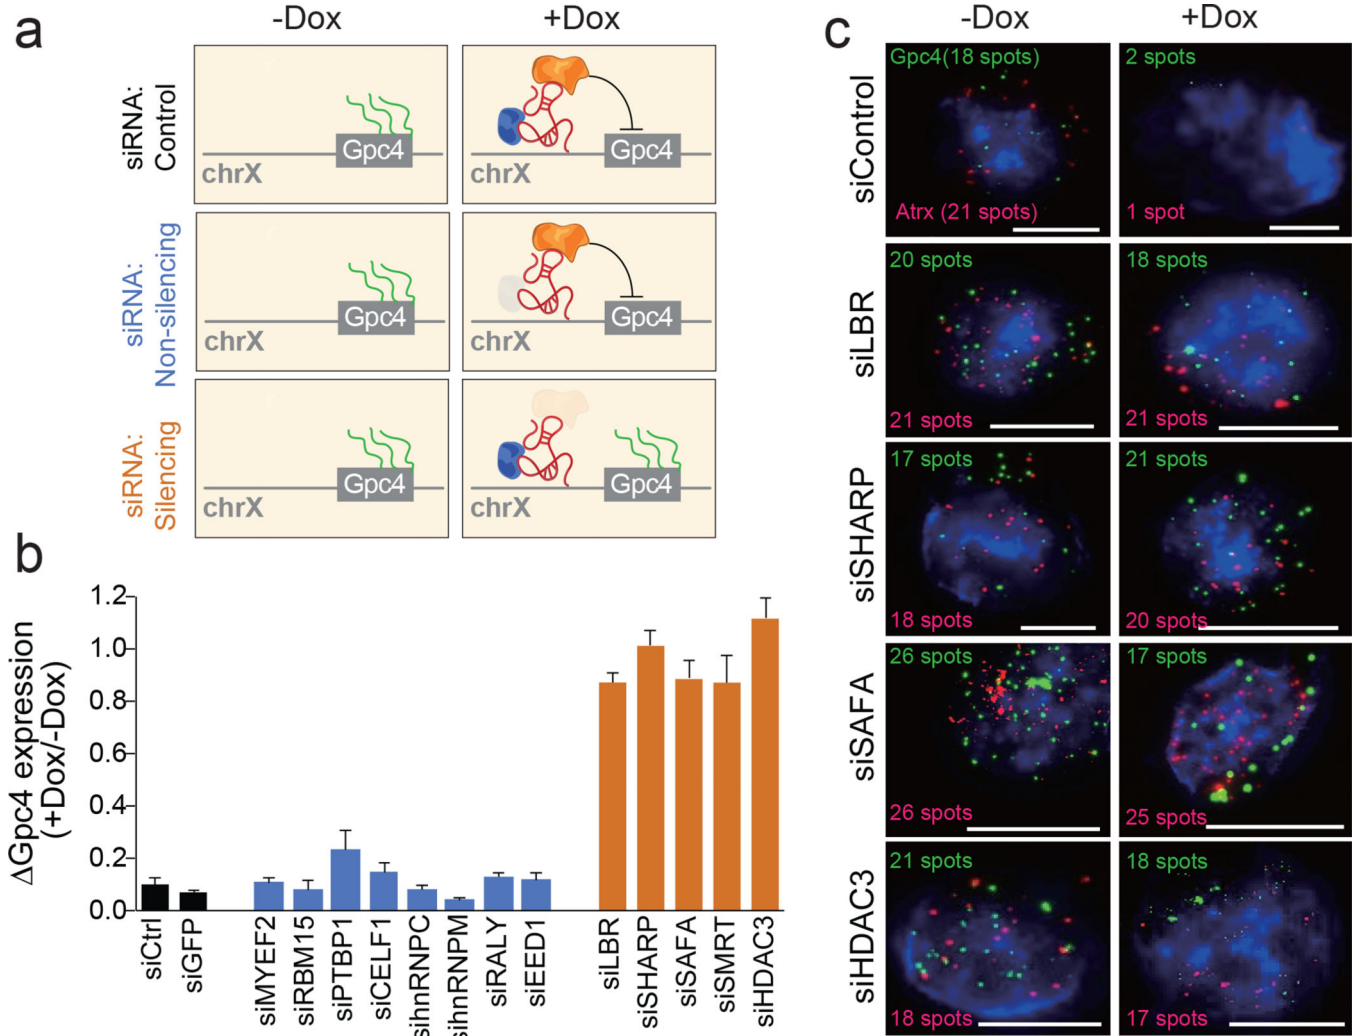 a
-Dox
+Dox
siRNA:
Control
Gpc4
chrX
Gpc4
chrX
siRNA:
Non-silencing
Gpc4
chrX
Gpc4
chrX
siRNA:
Silencing
Gpc4
chrX
Gpc4
chrX
b
ΔGpc4 expression
(+Dox/-Dox)
1.2
1.0
0.8
0.6
0.4
0.2
0.0
siCtrl
siGFP
siMYEF2
siRBM15
siPTBP1
siCELF1
sihnRNPC
sihnRNPM
siRALY
siEED1
siLBR
siSHARP
siSAFA
siSMRT
siHDAC3
c
-Dox
+Dox
siControl
Gpc4(18 spots)
Atrx (21 spots)
2 spots
1 spot
siLBR
20 spots
21 spots
18 spots
21 spots
siSHARP
17 spots
18 spots
21 spots
20 spots
siSAFA
26 spots
26 spots
17 spots
25 spots
siHDAC3
21 spots
18 spots
18 spots
17 spots